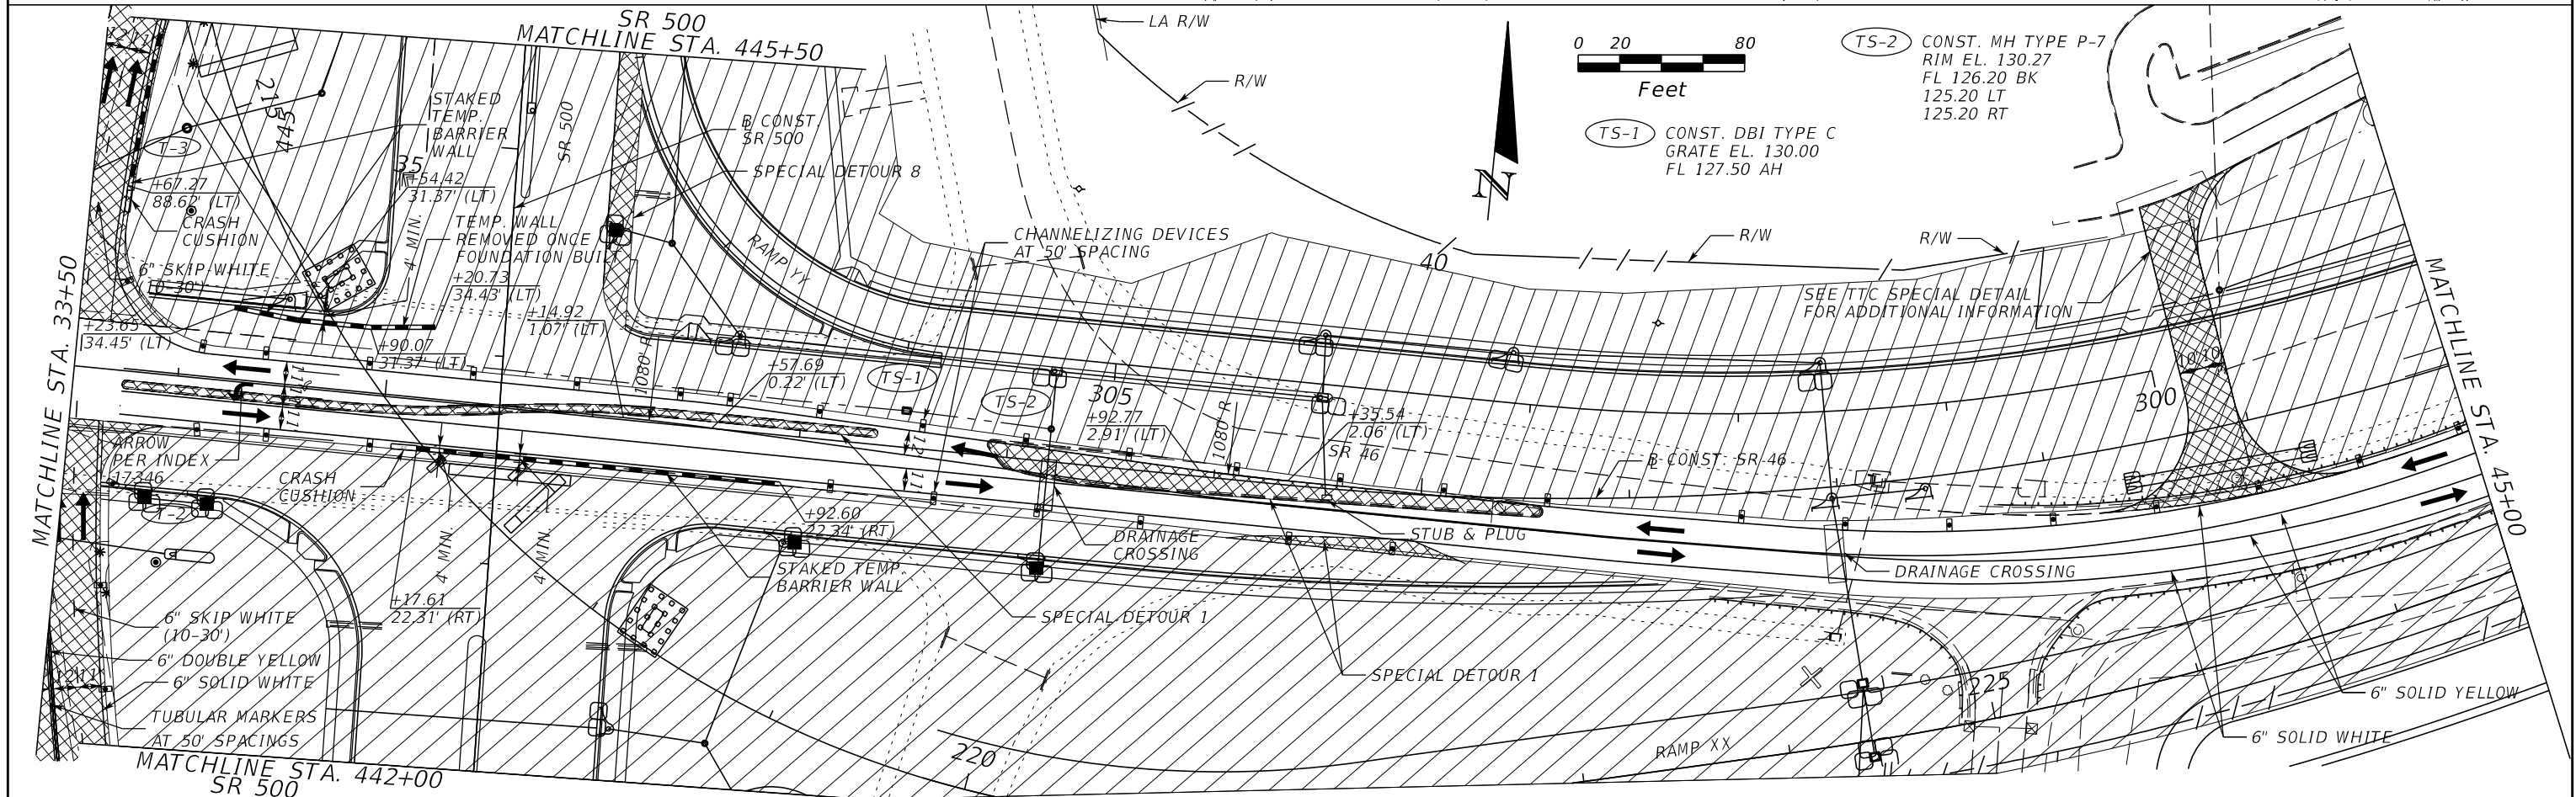 SR 500
MATCHLINE STA. 445+50
LA R/W
R/W
0 20 80
Feet
N
TS-2 CONST. MH TYPE P-7
RIM EL. 130.27
FL 126.20 BK
125.20 LT
125.20 RT
TS-1 CONST. DBI TYPE C
GRATE EL. 130.00
FL 127.50 AH
215
445
35
T-3
STAKED
TEMP.
BARRIER
WALL
SR 500
B CONST.
SR 500
SPECIAL DETOUR 8
+67.27
88.62' (LT)
+54.42
31.37' (LT)
CRASH
CUSHION
4' MIN.
TEMP. WALL
REMOVED ONCE
FOUNDATION BUILT
RAMP YY
CHANNELIZING DEVICES
AT 50' SPACING
40
R/W
R/W
6" SKIP WHITE
(10-30')
+20.73
34.43' (LT)
+14.92
1.07' (LT)
SEE TTC SPECIAL DETAIL
FOR ADDITIONAL INFORMATION
MATCHLINE STA. 33+50
+23.65
34.45' (LT)
+90.07
31.37' (LT)
1080' R
+57.69
0.22' (LT)
TS-1
TS-2
305
+92.77
2.91' (LT)
1080' R
+35.54
2.06' (LT)
SR 46
10 10
300
MATCHLINE STA. 45+00
11
11
12
11
ARROW
PER INDEX
17346
CRASH
CUSHION
B CONST. SR 46
T-2
+92.60
22.34' (RT)
DRAINAGE
CROSSING
STUB & PLUG
4' MIN.
4' MIN.
STAKED TEMP.
BARRIER WALL
DRAINAGE CROSSING
+17.61
22.31' (RT)
6" SKIP WHITE
(10-30')
SPECIAL DETOUR 1
6" DOUBLE YELLOW
6" SOLID WHITE
12 11
SPECIAL DETOUR 1
225
6" SOLID YELLOW
TUBULAR MARKERS
AT 50' SPACINGS
220
RAMP XX
6" SOLID WHITE
MATCHLINE STA. 442+00
SR 500